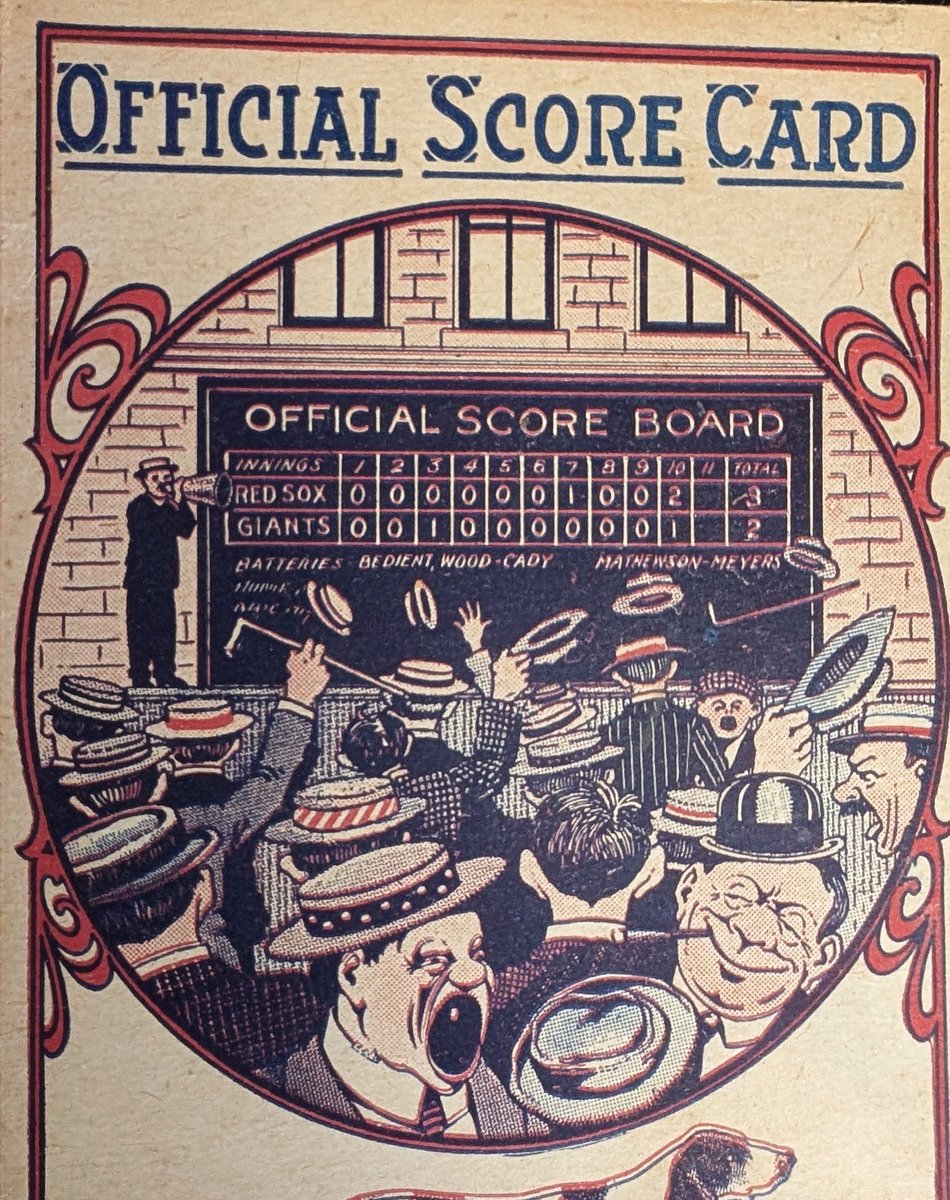 OFFICIAL SCORE CARD
OFFICIAL SCORE BOARD
INNINGS 1 2 3 4 5 6 7 8 9 10 11 TOTAL
RED SOX 0 0 0 0 0 0 1 0 0 2 3
GIANTS 0 0 1 0 0 0 0 0 0 1 2
BATTERIES BEDIENT, WOOD-CADY MATHEWSON-MEYERS